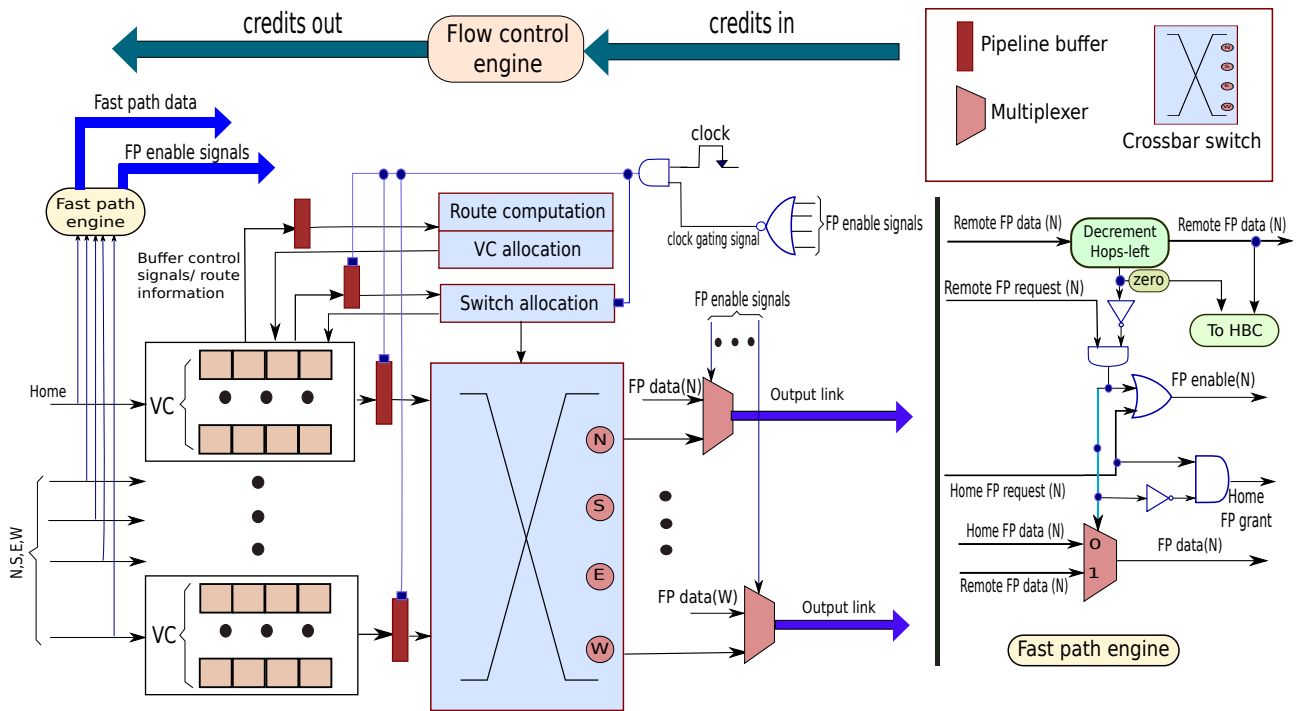 credits out
Flow control
engine
credits in
Pipeline buffer
Multiplexer
N
S
E
W
Crossbar switch
Fast path data
FP enable signals
Fast path
engine
clock
clock gating signal
FP enable signals
Route computation
VC allocation
Switch allocation
Buffer control
signals/ route
information
FP enable signals
Home
VC
N,S,E,W
VC
N
S
E
W
FP data(N)
Output link
FP data(W)
Output link
Remote FP data (N)
Decrement
Hops-left
Remote FP data (N)
zero
Remote FP request (N)
To HBC
FP enable(N)
Home FP request (N)
Home
FP grant
Home FP data (N)
0
FP data(N)
1
Remote FP data (N)
Fast path engine